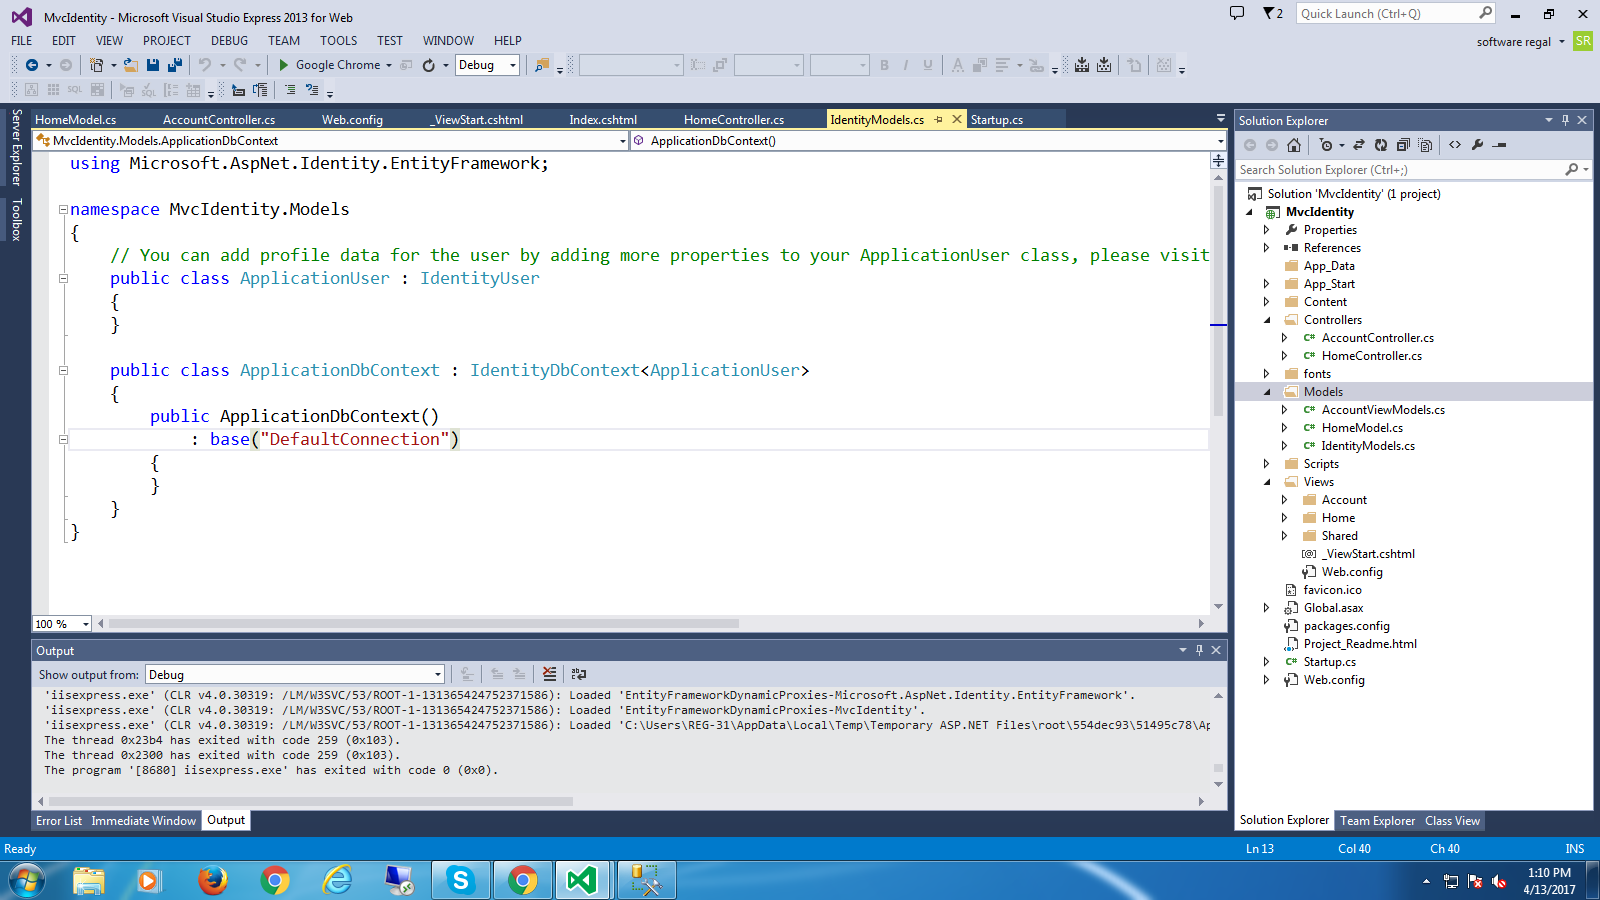 MvcIdentity - Microsoft Visual Studio Express 2013 for Web
2
Quick Launch (Ctrl+Q)
FILE EDIT VIEW PROJECT DEBUG TEAM TOOLS TEST WINDOW HELP
software regal
SR
Google Chrome
Debug
B I U A
SQL SQL
Server Explorer
Toolbox
HomeModel.cs AccountController.cs Web.config _ViewStart.cshtml Index.cshtml HomeController.cs IdentityModels.cs Startup.cs
MvcIdentity.Models.ApplicationDbContext
ApplicationDbContext()
using Microsoft.AspNet.Identity.EntityFramework;
namespace MvcIdentity.Models
{
// You can add profile data for the user by adding more properties to your ApplicationUser class, please visit
public class ApplicationUser : IdentityUser
{
}
public class ApplicationDbContext : IdentityDbContext<ApplicationUser>
{
public ApplicationDbContext()
: base("DefaultConnection")
{
}
}
}
100 %
Output
Show output from: Debug
'iisexpress.exe' (CLR v4.0.30319: /LM/W3SVC/53/ROOT-1-131365424752371586): Loaded 'EntityFrameworkDynamicProxies-Microsoft.AspNet.Identity.EntityFramework'.
'iisexpress.exe' (CLR v4.0.30319: /LM/W3SVC/53/ROOT-1-131365424752371586): Loaded 'EntityFrameworkDynamicProxies-MvcIdentity'.
'iisexpress.exe' (CLR v4.0.30319: /LM/W3SVC/53/ROOT-1-131365424752371586): Loaded 'C:\Users\REG-31\AppData\Local\Temp\Temporary ASP.NET Files\root\554dec93\51495c78\Ap
The thread 0x23b4 has exited with code 259 (0x103).
The thread 0x2300 has exited with code 259 (0x103).
The program '[8680] iisexpress.exe' has exited with code 0 (0x0).
Error List Immediate Window Output
Solution Explorer
Search Solution Explorer (Ctrl+;)
Solution 'MvcIdentity' (1 project)
MvcIdentity
Properties
References
App_Data
App_Start
Content
Controllers
C# AccountController.cs
C# HomeController.cs
fonts
Models
C# AccountViewModels.cs
C# HomeModel.cs
C# IdentityModels.cs
Scripts
Views
Account
Home
Shared
[@] _ViewStart.cshtml
Web.config
favicon.ico
Global.asax
packages.config
Project_Readme.html
C# Startup.cs
Web.config
Solution Explorer Team Explorer Class View
Ready
Ln 13 Col 40 Ch 40 INS
1:10 PM
4/13/2017